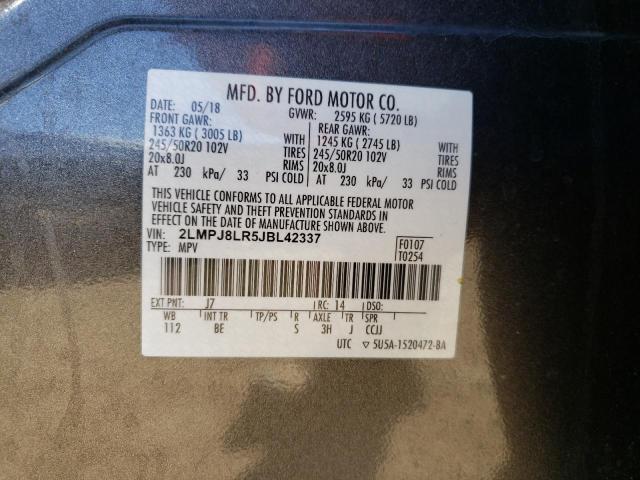 MFD. BY FORD MOTOR CO.
DATE: 05/18 GVWR: 2595 KG ( 5720 LB)
FRONT GAWR: REAR GAWR:
1363 KG ( 3005 LB) WITH 1245 KG ( 2745 LB) WITH
245/50R20 102V TIRES 245/50R20 102V TIRES
20x8.0J RIMS 20x8.0J RIMS
AT 230 kPa/ 33 PSI COLD AT 230 kPa/ 33 PSI COLD
THIS VEHICLE CONFORMS TO ALL APPLICABLE FEDERAL MOTOR
VEHICLE SAFETY AND THEFT PREVENTION STANDARDS IN
EFFECT ON THE DATE OF MANUFACTURE SHOWN ABOVE.
VIN: 2LMPJ8LR5JBL42337 F0107
TYPE: MPV T0254
EXT PNT: J7 RC: 14 DSO:
WB INT TR TP/PS R AXLE TR SPR
112 BE S 3H J CCJJ
UTC ▽ 5U5A-1520472-BA